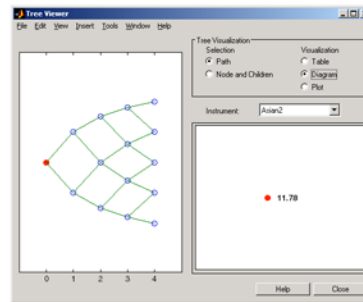 Tree Viewer
File Edit View Insert Tools Window Help
Tree Visualization
Selection
Visualization
Path
Table
Node and Children
Diagram
Plot
Instrument:
Asian2
11.78
0 1 2 3 4
Help
Close